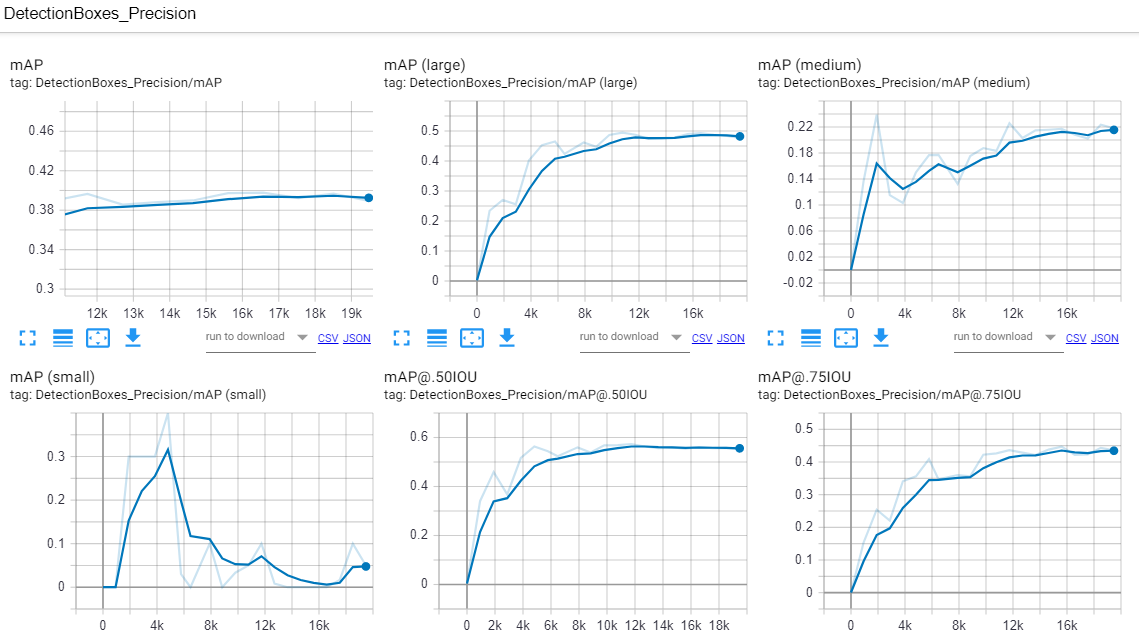 DetectionBoxes_Precision
mAP
tag: DetectionBoxes_Precision/mAP
0.46
0.42
0.38
0.34
0.3
12k 13k 14k 15k 16k 17k 18k 19k
run to download CSV JSON
mAP (large)
tag: DetectionBoxes_Precision/mAP (large)
0.5
0.4
0.3
0.2
0.1
0
0 4k 8k 12k 16k
run to download CSV JSON
mAP (medium)
tag: DetectionBoxes_Precision/mAP (medium)
0.22
0.18
0.14
0.1
0.06
0.02
-0.02
0 4k 8k 12k 16k
run to download CSV JSON
mAP (small)
tag: DetectionBoxes_Precision/mAP (small)
0.3
0.2
0.1
0
0 4k 8k 12k 16k
mAP@.50IOU
tag: DetectionBoxes_Precision/mAP@.50IOU
0.6
0.4
0.2
0
0 2k 4k 6k 8k 10k 12k 14k 16k 18k
mAP@.75IOU
tag: DetectionBoxes_Precision/mAP@.75IOU
0.5
0.4
0.3
0.2
0.1
0
0 4k 8k 12k 16k